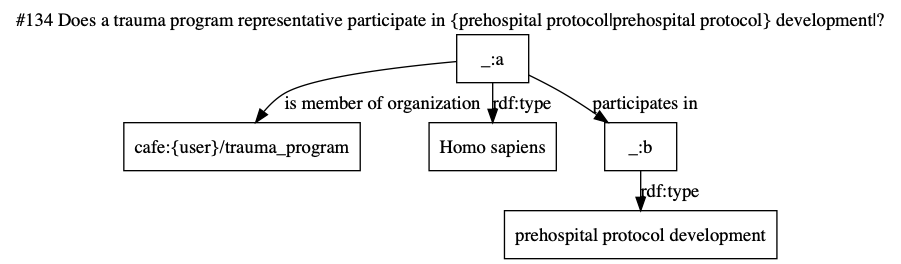 #134 Does a trauma program representative participate in {prehospital protocol|prehospital protocol} development|?
_:a
is member of organization
rdf:type
participates in
cafe:{user}/trauma_program
Homo sapiens
_:b
rdf:type
prehospital protocol development